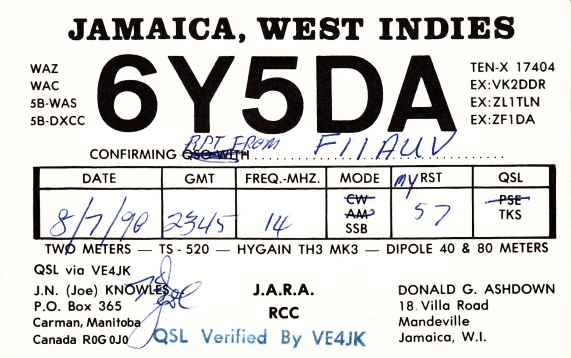 JAMAICA, WEST INDIES
WAZ
WAC
5B-WAS
5B-DXCC
6Y5DA
TEN-X 17404
EX:VK2DDR
EX:ZL1TLN
EX:ZF1DA
RPT FROM
CONFIRMING QSO WITH F11AUV
DATE GMT FREQ.-MHZ. MODE my RST QSL
8/7/90 2345 14 CW AM SSB 57 PSE TKS
TWO METERS — TS-520 — HYGAIN TH3 MK3 — DIPOLE 40 & 80 METERS
QSL via VE4JK
J.N. (Joe) KNOWLES
P.O. Box 365
Carman, Manitoba
Canada R0G 0J0
Joe
J.A.R.A.
RCC
QSL Verified By VE4JK
DONALD G. ASHDOWN
18 Villa Road
Mandeville
Jamaica, W.I.